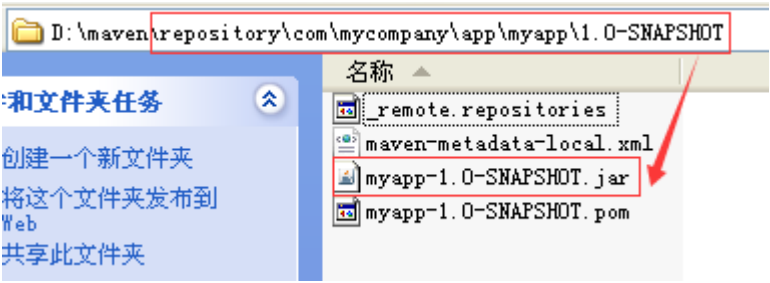 D:\maven\repository\com\mycompany\app\myapp\1.0-SNAPSHOT
名称
和文件夹任务
_remote.repositories
maven-metadata-local.xml
创建一个新文件夹
myapp-1.0-SNAPSHOT.jar
将这个文件夹发布到
Web
myapp-1.0-SNAPSHOT.pom
共享此文件夹